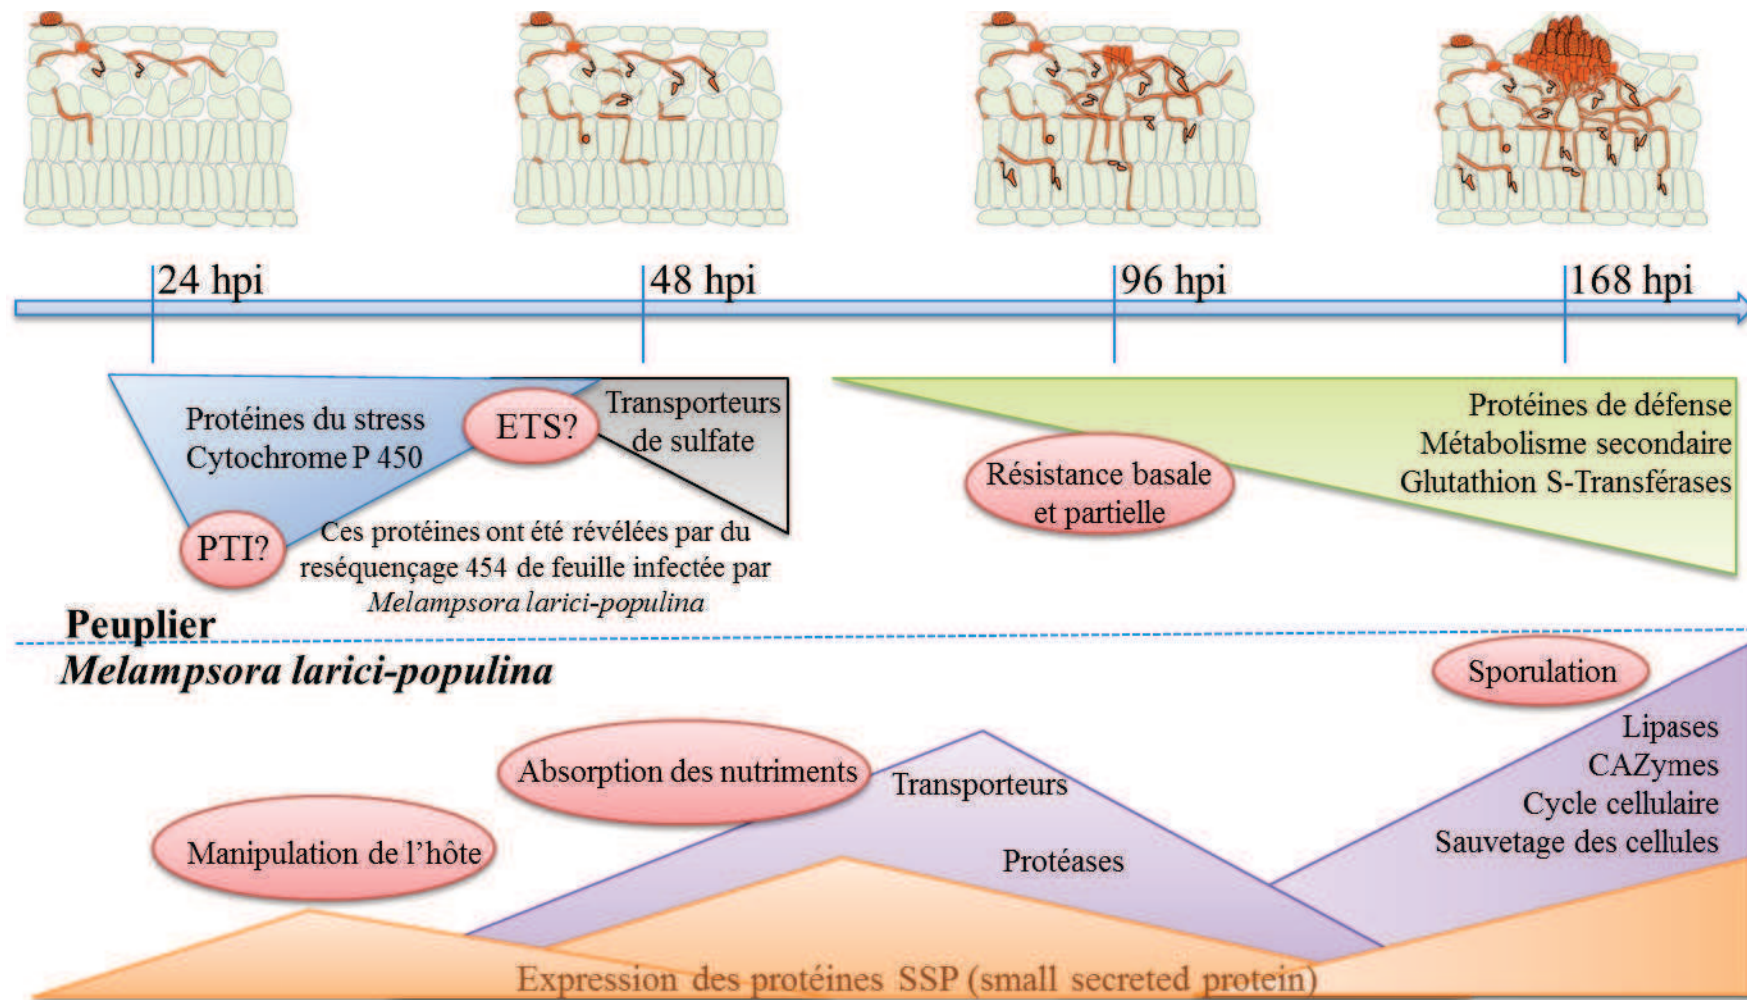 24 hpi
48 hpi
96 hpi
168 hpi
Protéines du stress
Cytochrome P 450
PTI?
ETS?
Transporteurs
de sulfate
Ces protéines ont été révélées par du
reséquençage 454 de feuille infectée par
Melampsora larici-populina
Résistance basale
et partielle
Protéines de défense
Métabolisme secondaire
Glutathion S-Transférases
Peuplier
Melampsora larici-populina
Manipulation de l’hôte
Absorption des nutriments
Transporteurs
Protéases
Sporulation
Lipases
CAZymes
Cycle cellulaire
Sauvetage des cellules
Expression des protéines SSP (small secreted protein)